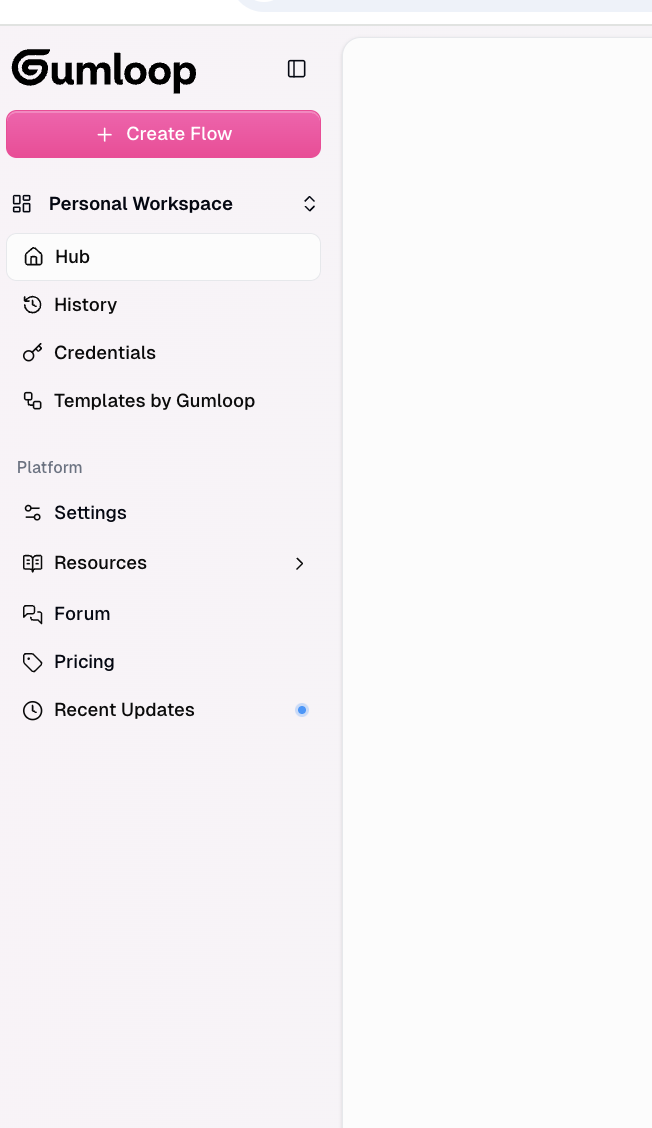 Gumloop
Create Flow
Personal Workspace
Hub
History
Credentials
Templates by Gumloop
Platform
Settings
Resources
Forum
Pricing
Recent Updates